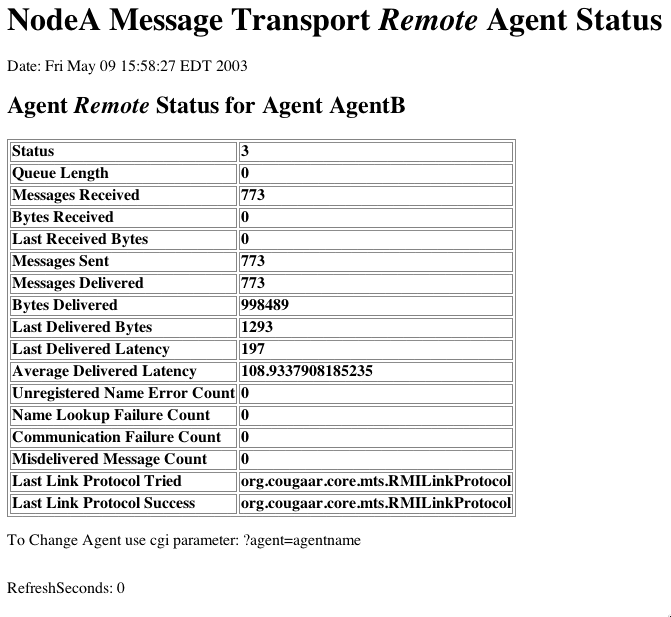 NodeA Message Transport Remote Agent Status
Date: Fri May 09 15:58:27 EDT 2003
Agent Remote Status for Agent AgentB
Status 3
Queue Length 0
Messages Received 773
Bytes Received 0
Last Received Bytes 0
Messages Sent 773
Messages Delivered 773
Bytes Delivered 998489
Last Delivered Bytes 1293
Last Delivered Latency 197
Average Delivered Latency 108.9337908185235
Unregistered Name Error Count 0
Name Lookup Failure Count 0
Communication Failure Count 0
Misdelivered Message Count 0
Last Link Protocol Tried org.cougaar.core.mts.RMILinkProtocol
Last Link Protocol Success org.cougaar.core.mts.RMILinkProtocol
To Change Agent use cgi parameter: ?agent=agentname
RefreshSeconds: 0